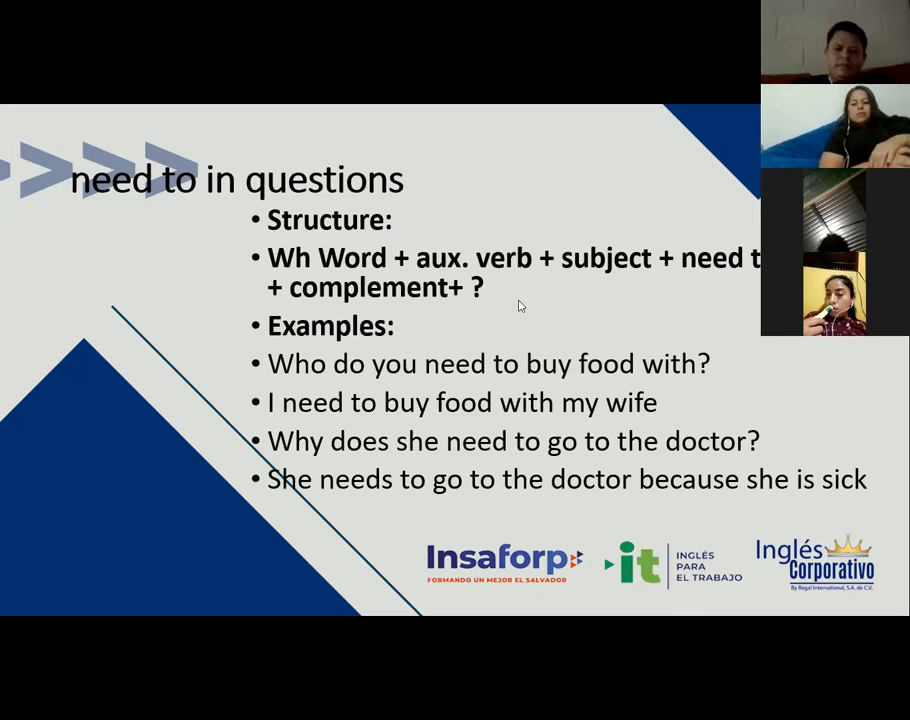 need to in questions
• Structure:
• Wh Word + aux. verb + subject + need
+ complement+ ?
• Examples:
• Who do you need to buy food with?
• I need to buy food with my wife
• Why does she need to go to the doctor?
• She needs to go to the doctor because she is sick
Insaforp
FORMANDO UN MEJOR EL SALVADOR
it
INGLÉS
PARA
EL TRABAJO
Inglés
Corporativo
By Regal International, S.A. de C.V.